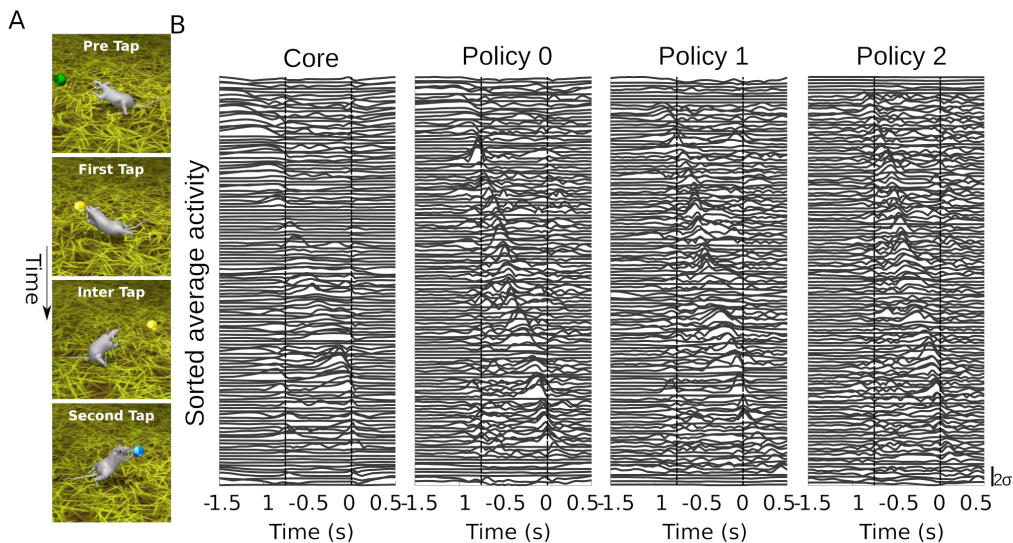 A
B
Pre Tap
First Tap
Inter Tap
Second Tap
Time
Sorted average activity
Core
Policy 0
Policy 1
Policy 2
2σ
-1.5 1 -0.5 0 0.5 -1.5 1 -0.5 0 0.5 -1.5 1 -0.5 0 0.5 -1.5 1 -0.5 0 0.5
Time (s) Time (s) Time (s) Time (s)